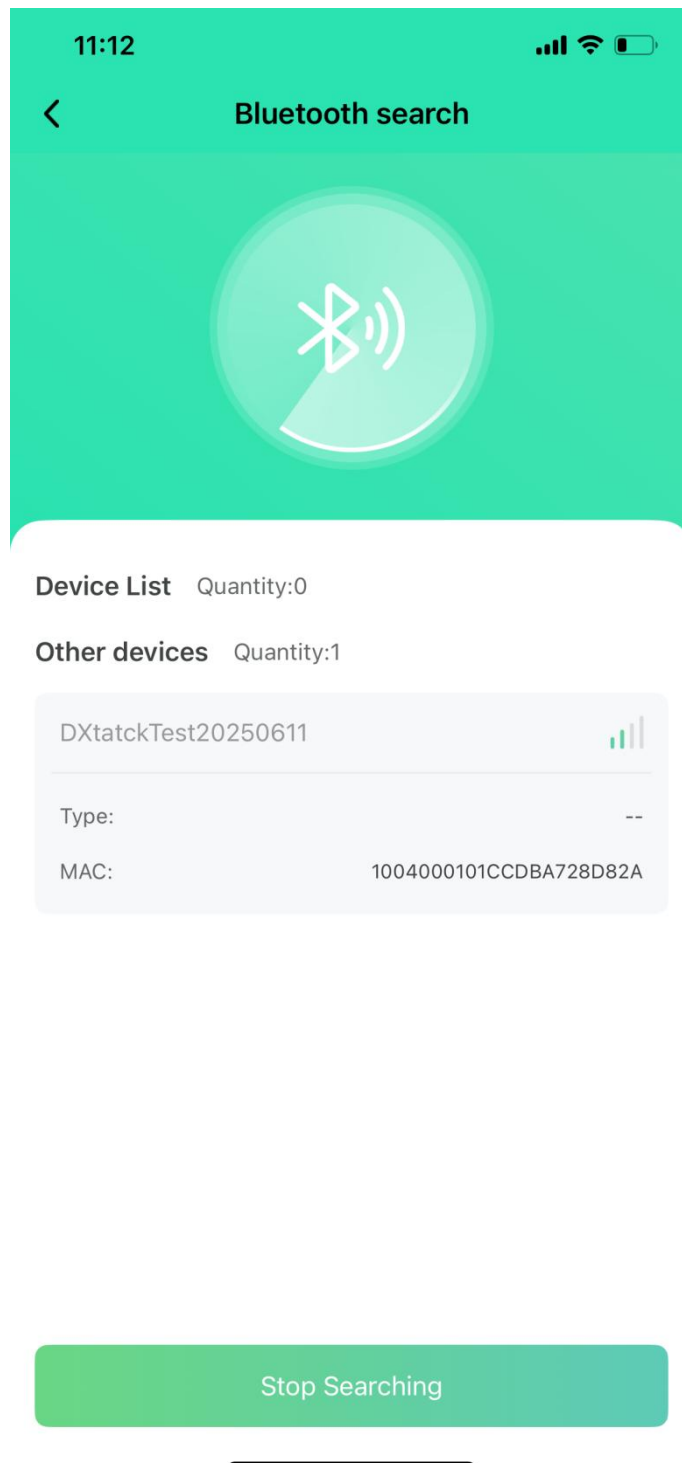 11:12
Bluetooth search
Device List Quantity:0
Other devices Quantity:1
DXtatckTest20250611
Type: --
MAC: 1004000101CCDBA728D82A
Stop Searching